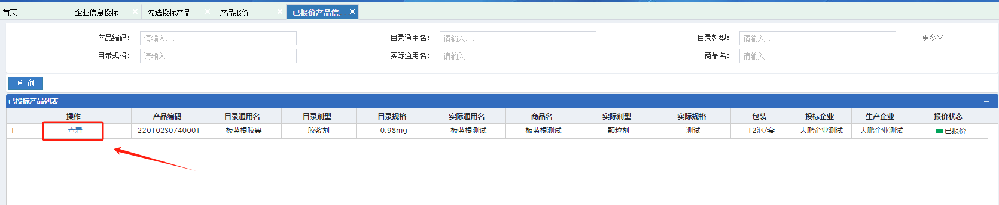 首页 企业信息投标 勾选投标产品 产品报价 已报价产品信
产品编码： 请输入... 目录通用名： 请输入... 目录剂型： 请输入... 更多
目录规格： 请输入... 实际通用名： 请输入... 商品名： 请输入...
查 询
已投标产品列表
操作 产品编码 目录通用名 目录剂型 目录规格 实际通用名 商品名 实际剂型 实际规格 包装 投标企业 生产企业 报价状态
1 查看 220102S0740001 板蓝根胶囊 胶浆剂 0.98mg 板蓝根测试 板蓝根测试 颗粒剂 测试 12泡/套 大鹏企业测试 大鹏企业测试 已报价